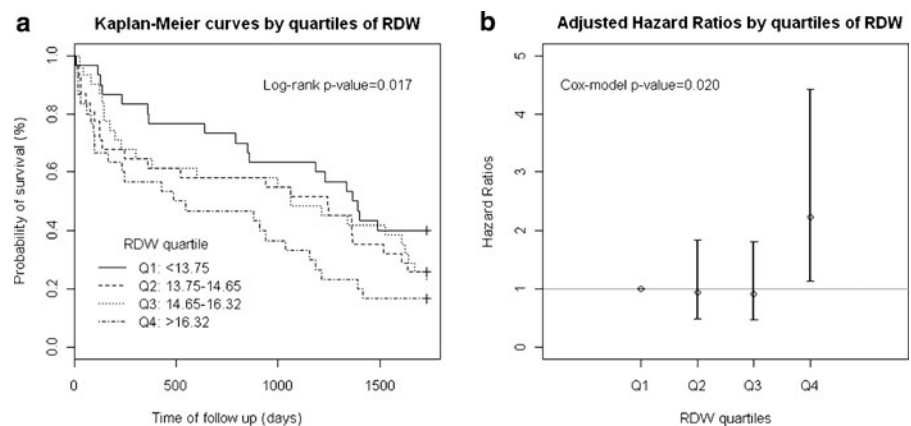 a
Kaplan-Meier curves by quartiles of RDW
Probability of survival (%)
1.0
0.8
0.6
0.4
0.2
0.0
Log-rank p-value=0.017
RDW quartile
Q1: <13.75
Q2: 13.75-14.65
Q3: 14.65-16.32
Q4: >16.32
0
500
1000
1500
Time of follow up (days)
b
Adjusted Hazard Ratios by quartiles of RDW
Hazard Ratios
5
4
3
2
1
0
Cox-model p-value=0.020
Q1
Q2
Q3
Q4
RDW quartiles